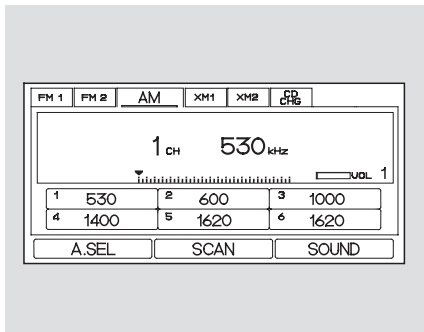 FM 1 FM 2 AM XM1 XM2 CD CHG
1 CH 530 kHz
VOL 1
1 530 2 600 3 1000
4 1400 5 1620 6 1620
A.SEL SCAN SOUND